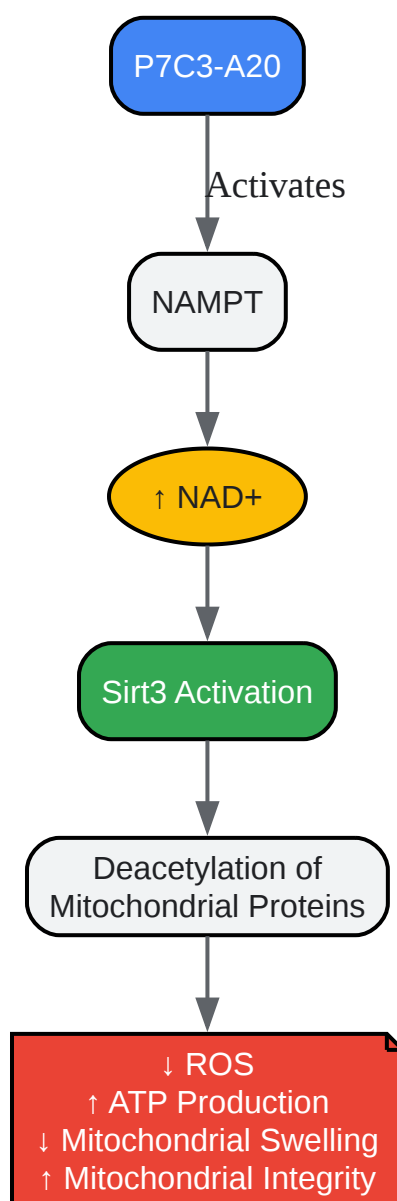 P7C3-A20
Activates
NAMPT
↑ NAD+
Sirt3 Activation
Deacetylation of
Mitochondrial Proteins
↓ ROS
↑ ATP Production
↓ Mitochondrial Swelling
↑ Mitochondrial Integrity